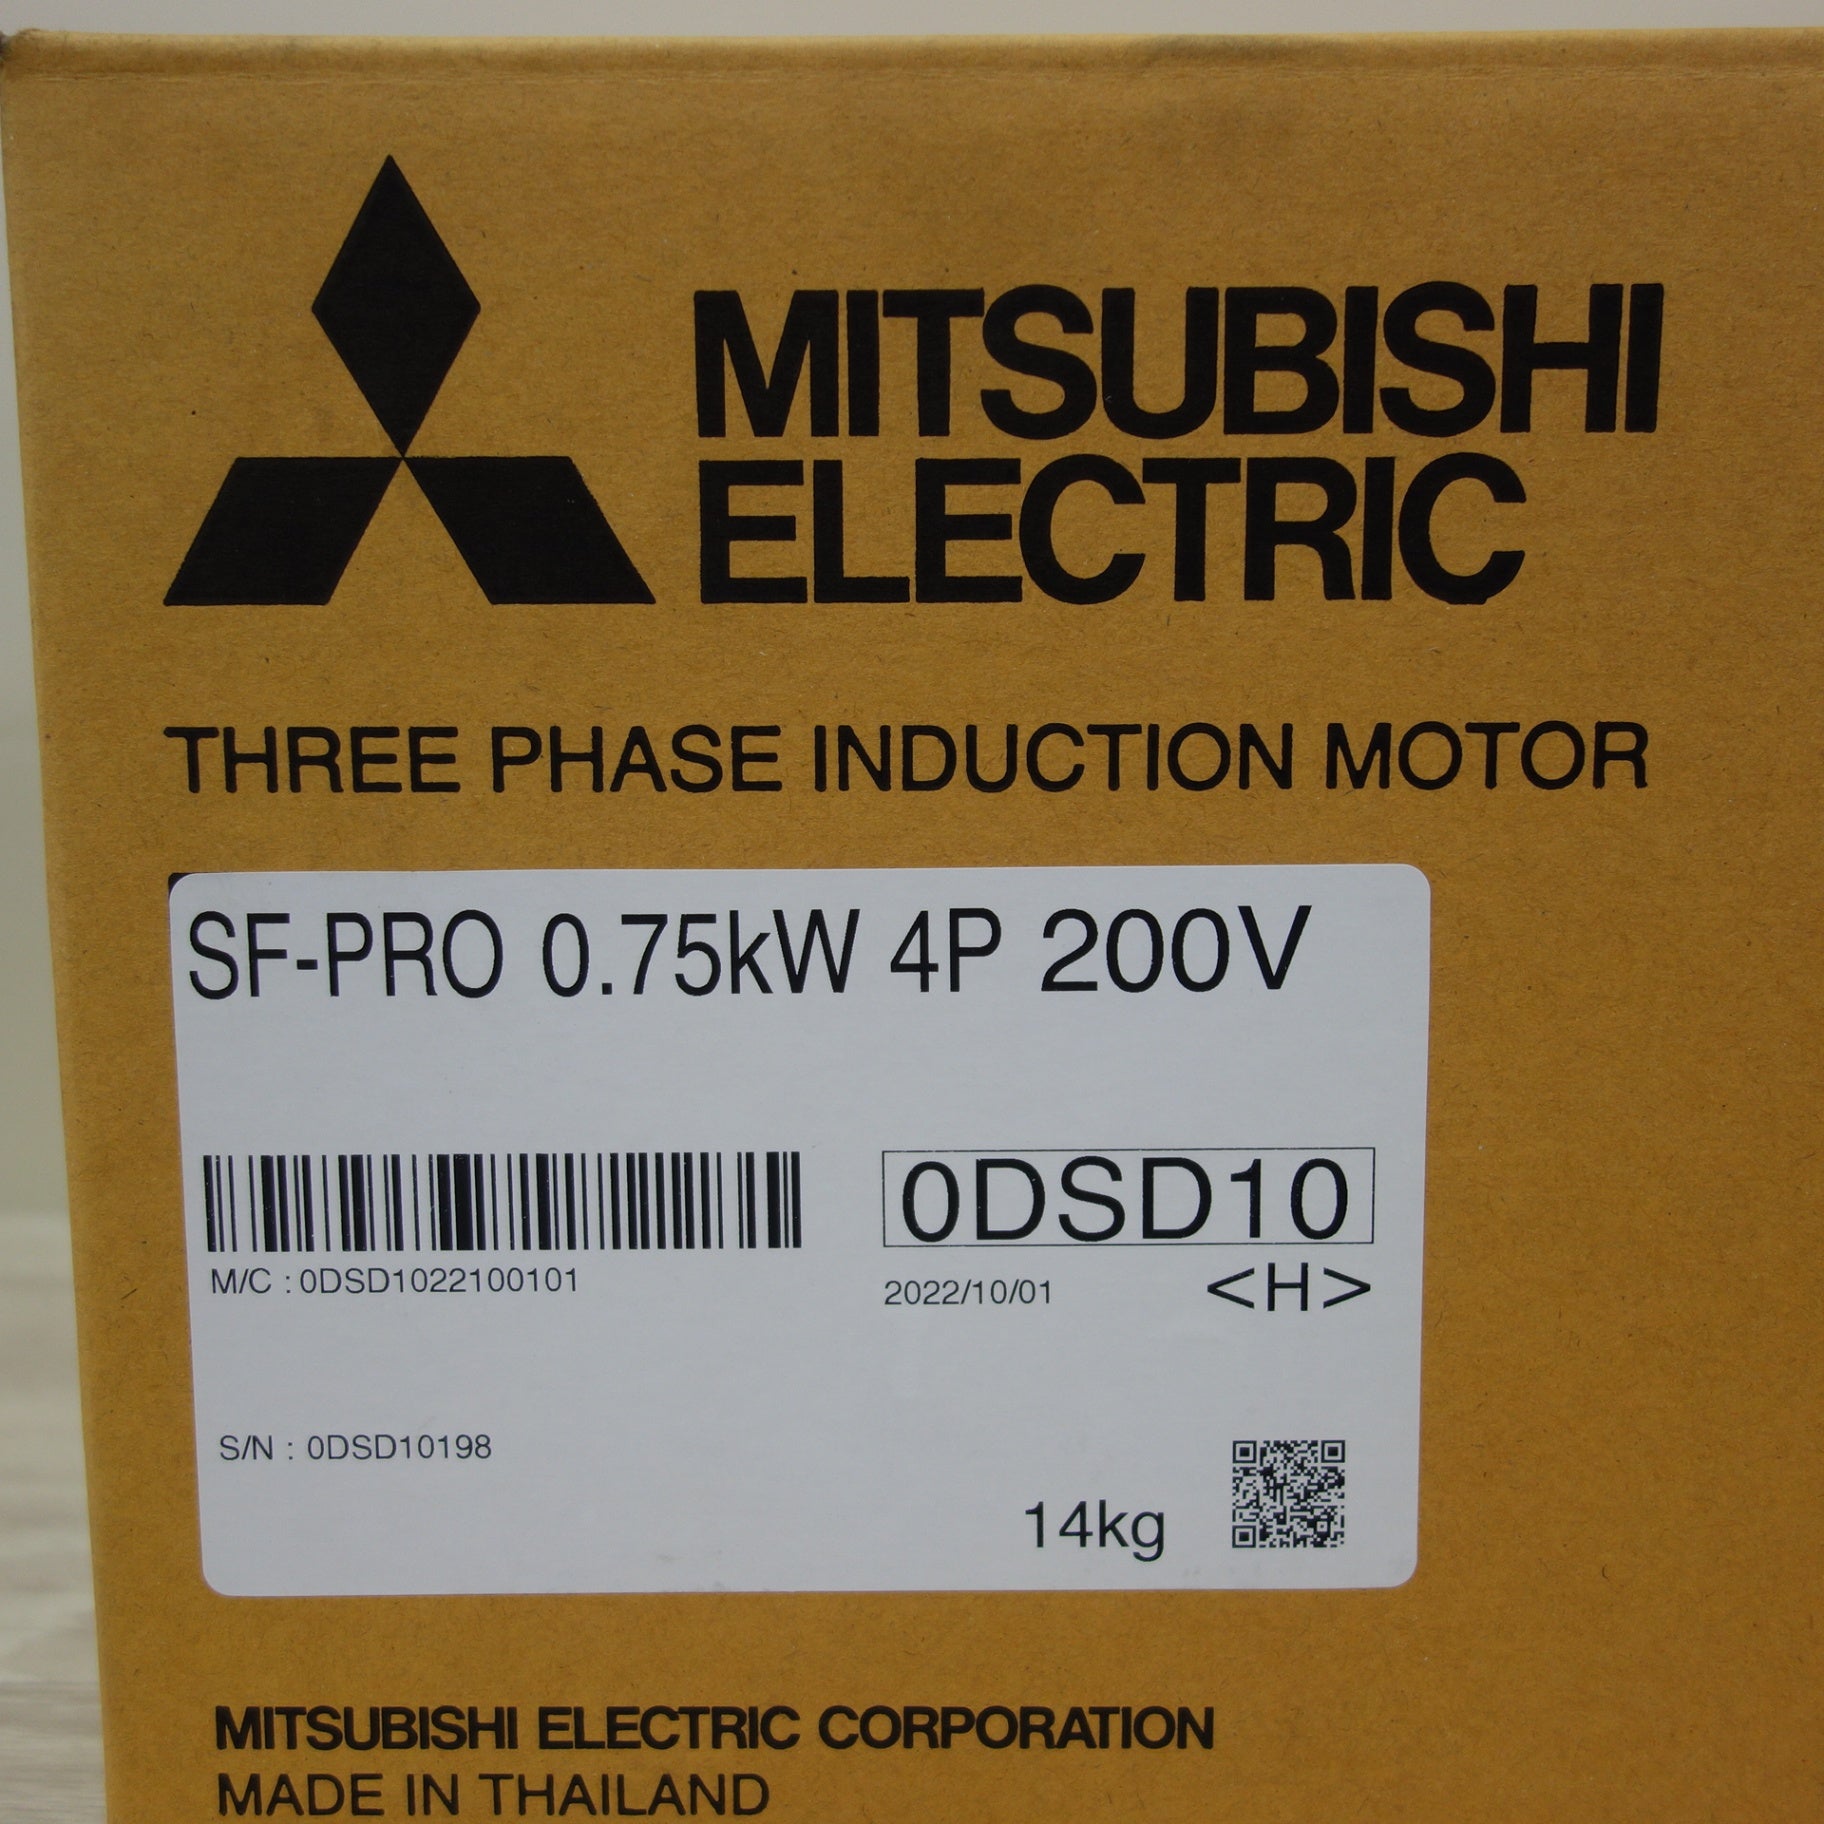 MITSUBISHI
ELECTRIC
THREE PHASE INDUCTION MOTOR
SF-PRO 0.75kW 4P 200V
0DSD10
M/C : 0DSD1022100101
2022/10/01 <H>
S/N : 0DSD10198
14kg
MITSUBISHI ELECTRIC CORPORATION
MADE IN THAILAND